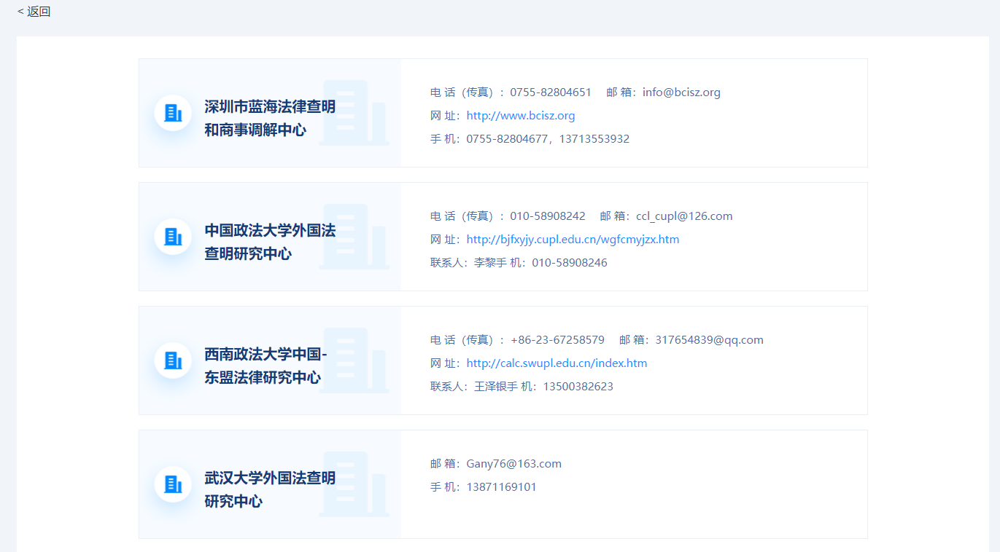 < 返回
深圳市蓝海法律查明
和商事调解中心
电 话（传真）：0755-82804651 邮 箱：info@bcisz.org
网 址：http://www.bcisz.org
手 机：0755-82804677，13713553932
中国政法大学外国法
查明研究中心
电 话（传真）：010-58908242 邮 箱：ccl_cupl@126.com
网 址：http://bjfxyjy.cupl.edu.cn/wgfcmyjzx.htm
联系人：李黎手 机：010-58908246
西南政法大学中国-
东盟法律研究中心
电 话（传真）：+86-23-67258579 邮 箱：317654839@qq.com
网 址：http://calc.swupl.edu.cn/index.htm
联系人：王泽银手 机：13500382623
武汉大学外国法查明
研究中心
邮 箱：Gany76@163.com
手 机：13871169101